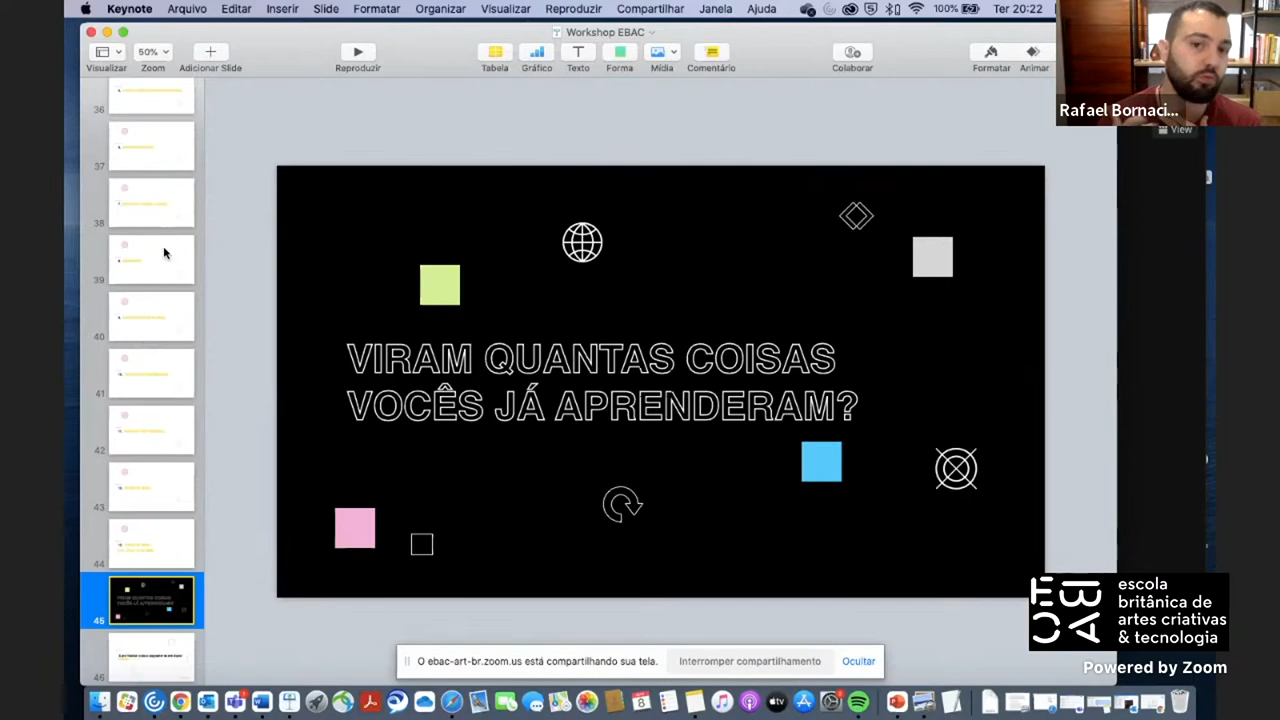 Keynote Arquivo Editar Inserir Slide Formatar Organizar Visualizar Reproduzir Compartilhar Janela Ajuda 100% Ter 20:22
Workshop EBAC
50%
Visualizar Zoom Adicionar Slide Reproduzir Tabela Gráfico Texto Forma Mídia Comentário Colaborar Formatar Animar
Rafael Bornaci...
View
36
37
38
39
40
41
42
43
44
45
46
VIRAM QUANTAS COISAS
VOCÊS JÁ APRENDERAM?
EBAC
escola
britânica de
artes criativas
& tecnologia
Powered by Zoom
O ebac-art-br.zoom.us está compartilhando sua tela. Interromper compartilhamento Ocultar